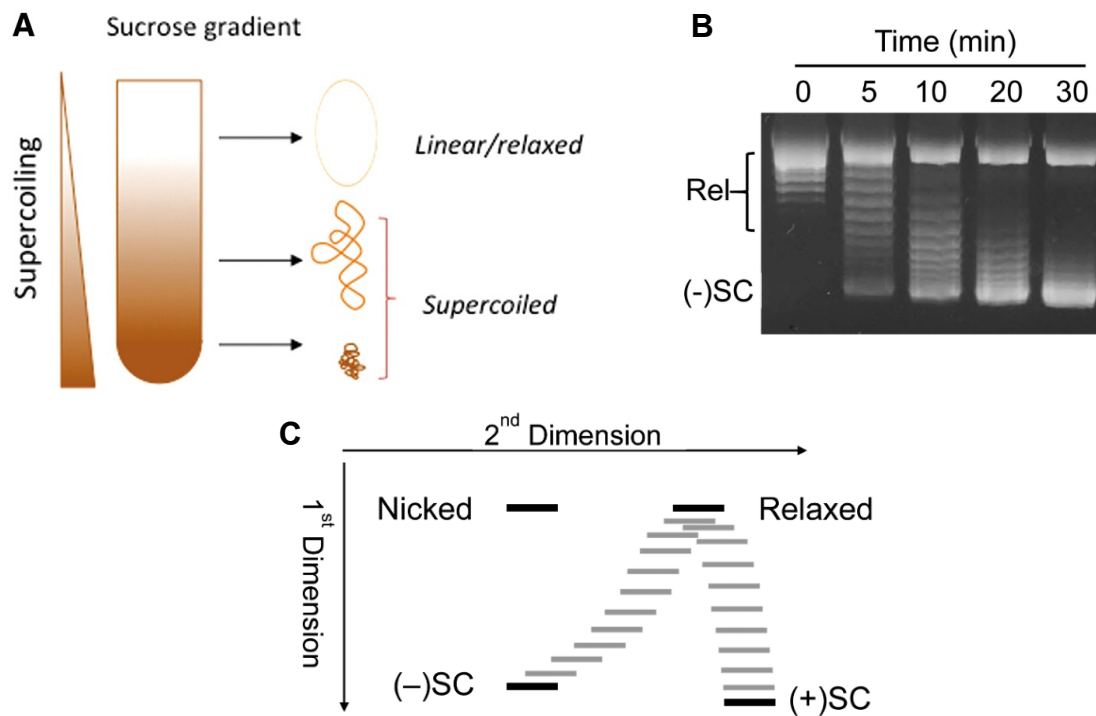 A
Sucrose gradient
Supercoiling
Linear/relaxed
Supercoiled
B
Time (min)
0 5 10 20 30
Rel
(-)SC
C
2nd Dimension
1st Dimension
Nicked
Relaxed
(–)SC
(+)SC